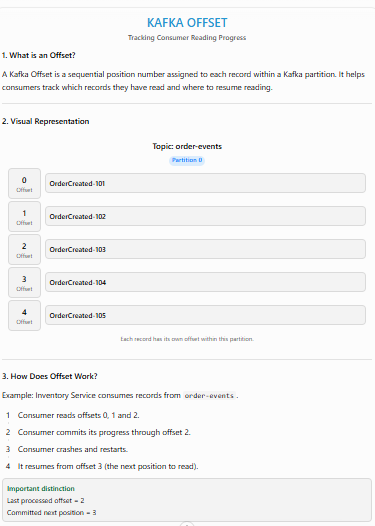 KAFKA OFFSET
Tracking Consumer Reading Progress
1. What is an Offset?
A Kafka Offset is a sequential position number assigned to each record within a Kafka partition. It helps
consumers track which records they have read and where to resume reading.
2. Visual Representation
Topic: order-events
Partition 0
0
Offset
OrderCreated-101
1
Offset
OrderCreated-102
2
Offset
OrderCreated-103
3
Offset
OrderCreated-104
4
Offset
OrderCreated-105
Each record has its own offset within this partition.
3. How Does Offset Work?
Example: Inventory Service consumes records from order-events.
1 Consumer reads offsets 0, 1 and 2.
2 Consumer commits its progress through offset 2.
3 Consumer crashes and restarts.
4 It resumes from offset 3 (the next position to read).
Important distinction
Last processed offset = 2
Committed next position = 3